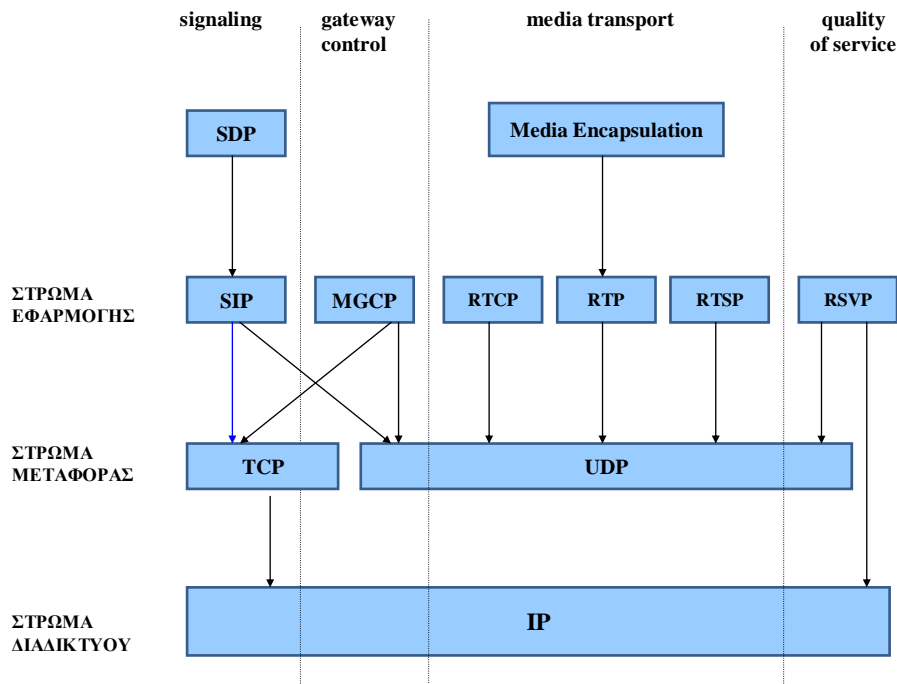 signaling
gateway
control
media transport
quality
of service
SDP
Media Encapsulation
ΣΤΡΩΜΑ
ΕΦΑΡΜΟΓΗΣ
SIP
MGCP
RTCP
RTP
RTSP
RSVP
ΣΤΡΩΜΑ
ΜΕΤΑΦΟΡΑΣ
TCP
UDP
ΣΤΡΩΜΑ
ΔΙΑΔΙΚΤΥΟΥ
IP